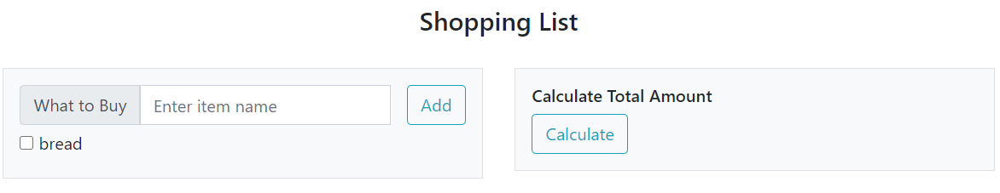 Shopping List
What to Buy Enter item name Add
bread
Calculate Total Amount
Calculate